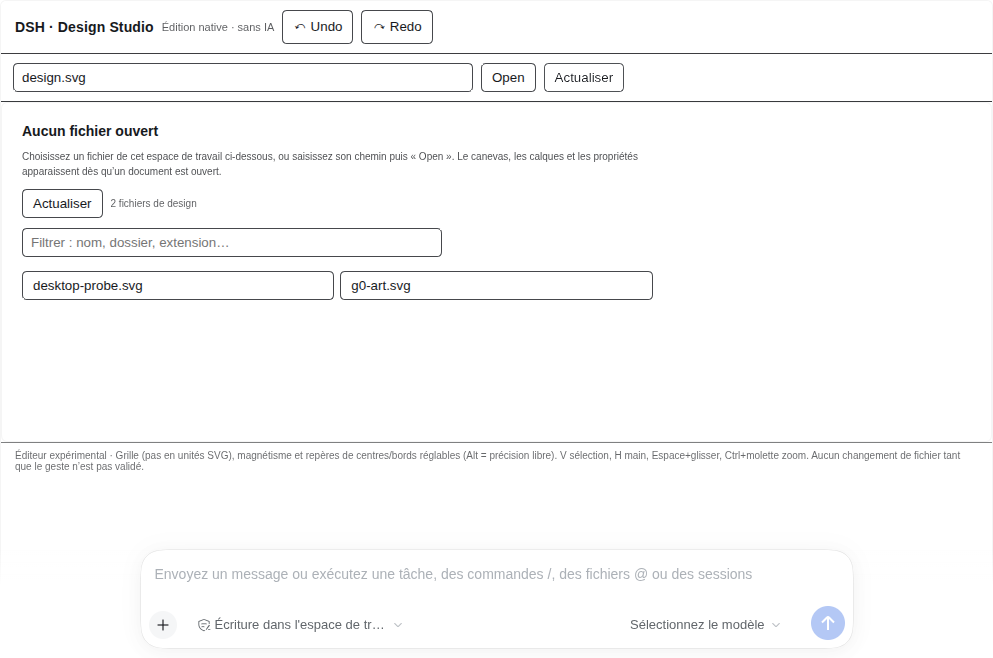 DSH · Design Studio Édition native · sans IA Undo Redo
design.svg Open Actualiser
Aucun fichier ouvert
Choisissez un fichier de cet espace de travail ci-dessous, ou saisissez son chemin puis « Open ». Le canevas, les calques et les propriétés
apparaissent dès qu'un document est ouvert.
Actualiser 2 fichiers de design
Filtrer : nom, dossier, extension…
desktop-probe.svg g0-art.svg
Éditeur expérimental · Grille (pas en unités SVG), magnétisme et repères de centres/bords réglables (Alt = précision libre). V sélection, H main, Espace+glisser, Ctrl+molette zoom. Aucun changement de fichier tant
que le geste n'est pas validé.
Envoyez un message ou exécutez une tâche, des commandes /, des fichiers @ ou des sessions
Écriture dans l'espace de tr… Sélectionnez le modèle